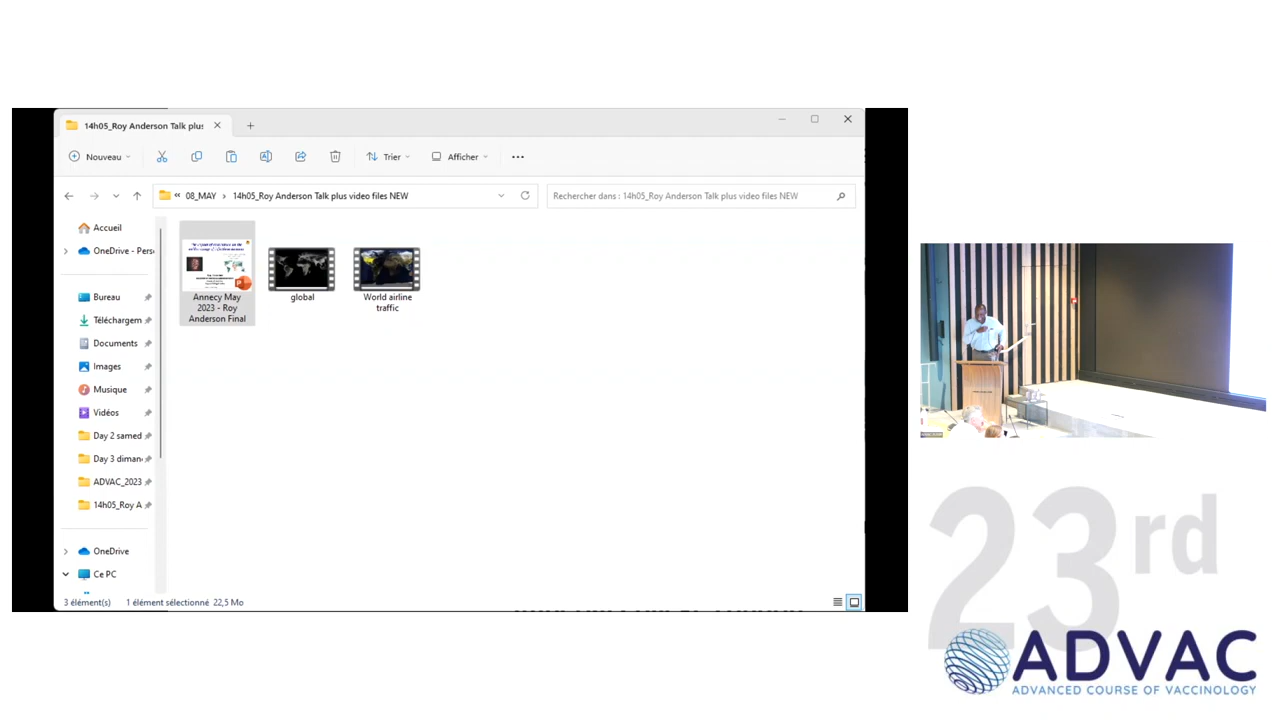 14h05_Roy Anderson Talk plus
Nouveau
Trier
Afficher
08_MAY > 14h05_Roy Anderson Talk plus video files NEW
Rechercher dans : 14h05_Roy Anderson Talk plus video files NEW
Accueil
OneDrive - Pers
Bureau
Téléchargem
Documents
Images
Musique
Vidéos
Day 2 samed
Day 3 diman
ADVAC_2023
14h05_Roy A
OneDrive
Ce PC
Annecy May
2023 - Roy
Anderson Final
global
World airline
traffic
3 élément(s) 1 élément sélectionné 22,5 Mo
23rd
ADVAC
ADVANCED COURSE OF VACCINOLOGY